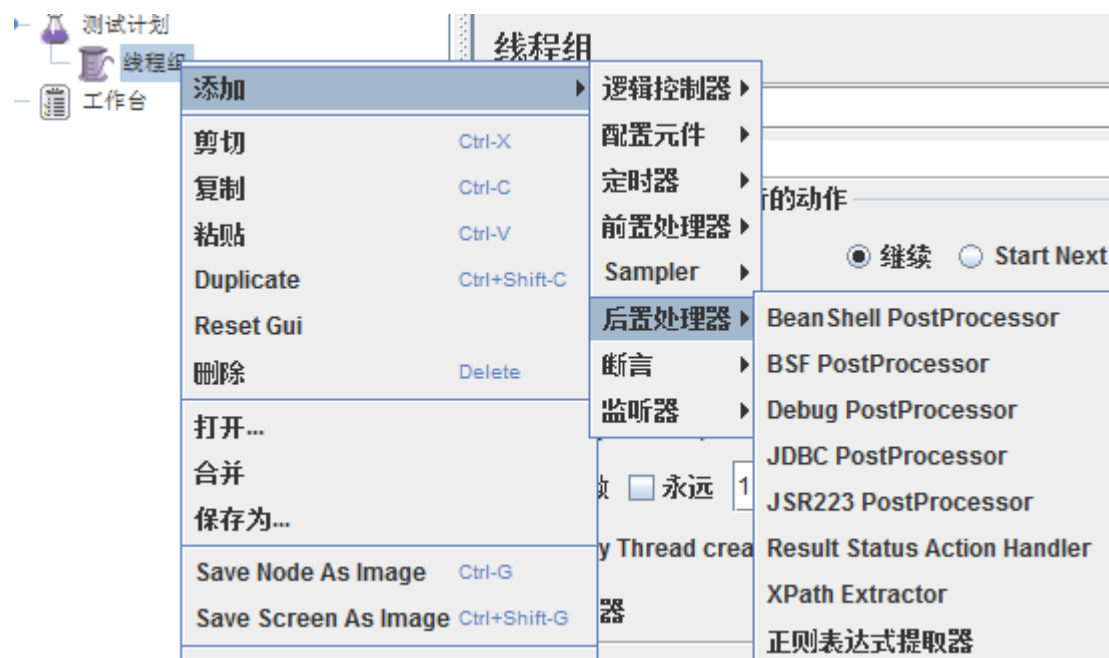 测试计划
线程组
工作台
线程组
添加
剪切 Ctrl-X
复制 Ctrl-C
粘贴 Ctrl-V
Duplicate Ctrl+Shift-C
Reset Gui
删除 Delete
打开...
合并
保存为...
Save Node As Image Ctrl-G
Save Screen As Image Ctrl+Shift-G
逻辑控制器
配置元件
定时器
前置处理器
Sampler
后置处理器
断言
监听器
的动作
继续 Start Next
永远 1
y Thread crea
器
BeanShell PostProcessor
BSF PostProcessor
Debug PostProcessor
JDBC PostProcessor
JSR223 PostProcessor
Result Status Action Handler
XPath Extractor
正则表达式提取器